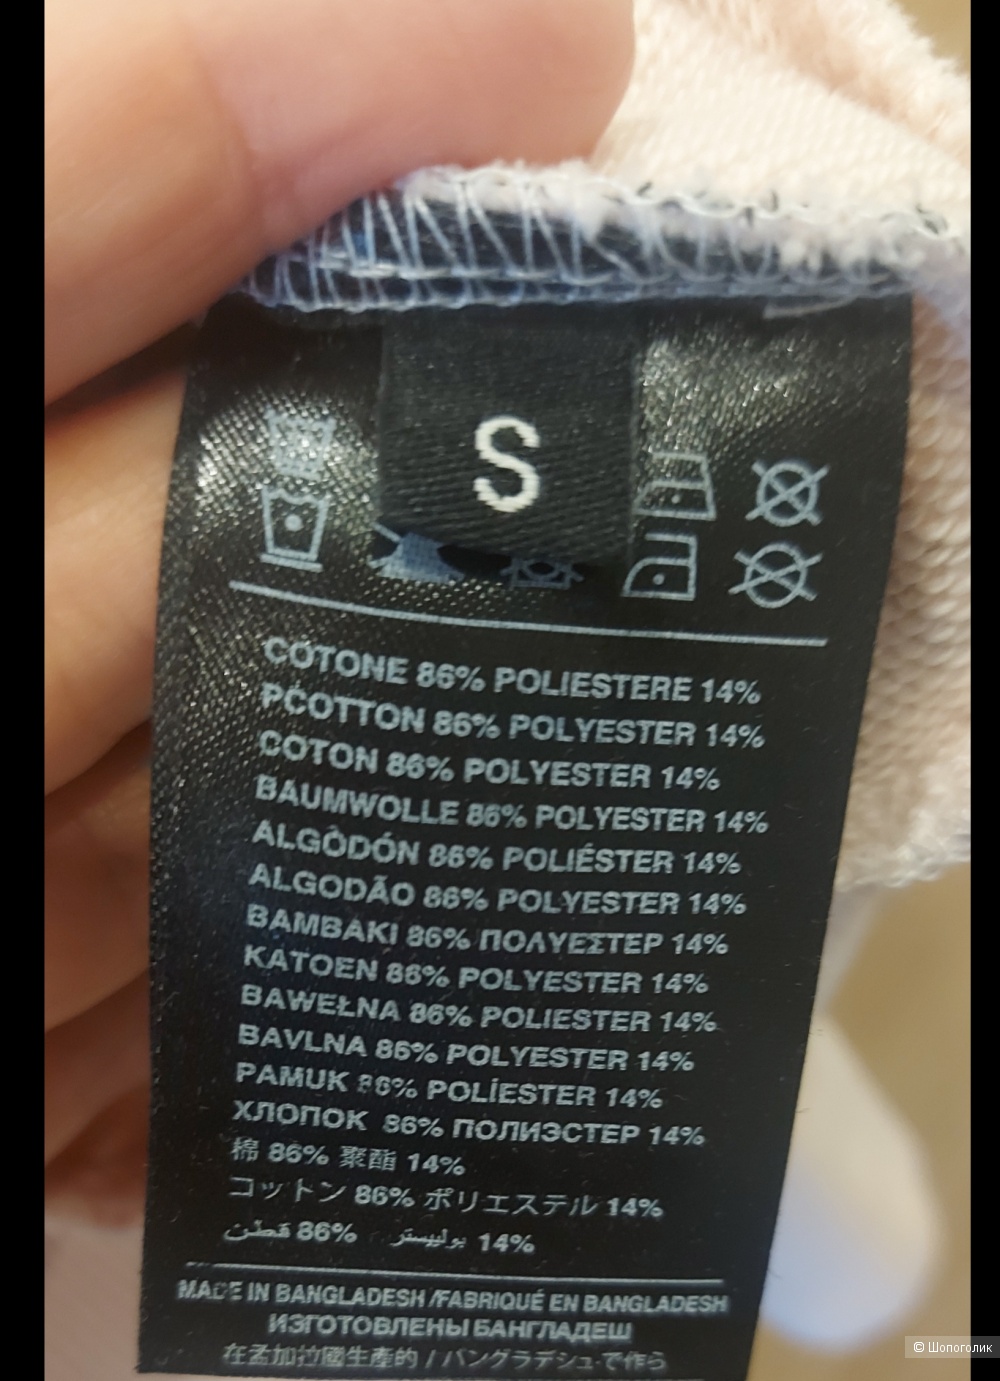 S
COTONE 86% POLIESTERE 14%
PCOTTON 86% POLYESTER 14%
COTON 86% POLYESTER 14%
BAUMWOLLE 86% POLYESTER 14%
ALGÒDÓN 86% POLIÉSTER 14%
ALGODÃO 86% POLYESTER 14%
BAMBAKI 86% ΠΟΛΥΕΣΤΕΡ 14%
KATOEN 86% POLYESTER 14%
BAWEŁNA 86% POLIESTER 14%
BAVLNA 86% POLYESTER 14%
PAMUK 86% POLİESTER 14%
ХЛОПОК 86% ПОЛИЭСТЕР 14%
棉 86% 聚酯 14%
コットン 86% ポリエステル 14%
قطن 86% بوليستر 14%
MADE IN BANGLADESH /FABRIQUÉ EN BANGLADESH
ИЗГОТОВЛЕНЫ БАНГЛАДЕШ
在孟加拉國生產的 / バングラデシュで作ら
© Шопоголик